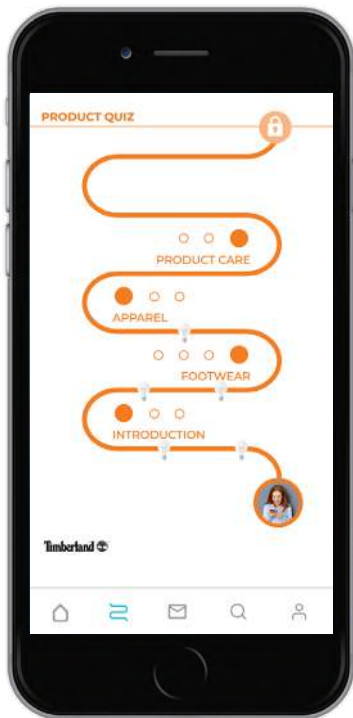 PRODUCT QUIZ
PRODUCT CARE
APPAREL
FOOTWEAR
INTRODUCTION
Timberland